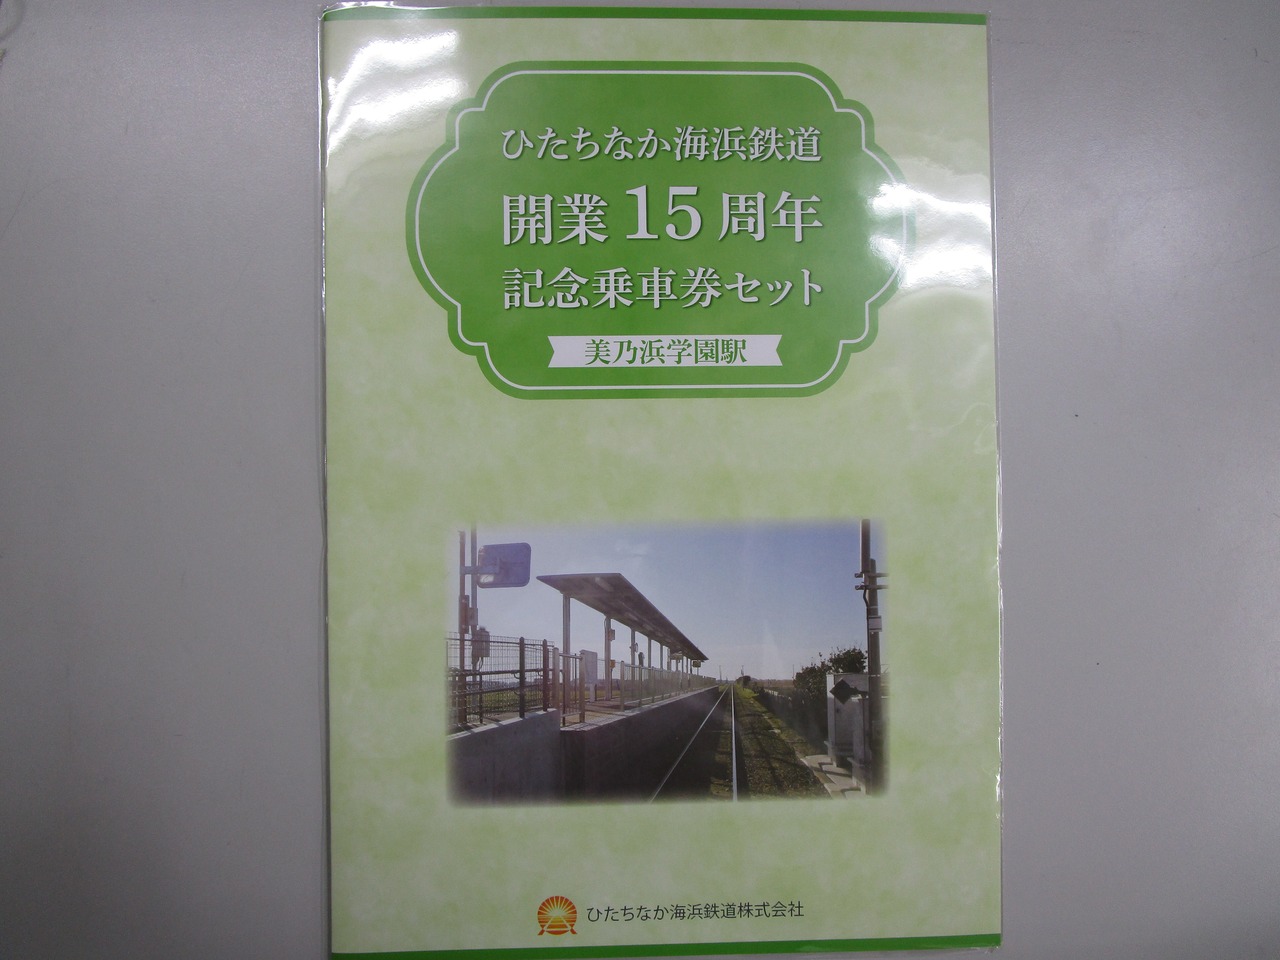 ひたちなか海浜鉄道
開業15周年
記念乗車券セット
美乃浜学園駅
ひたちなか海浜鉄道株式会社